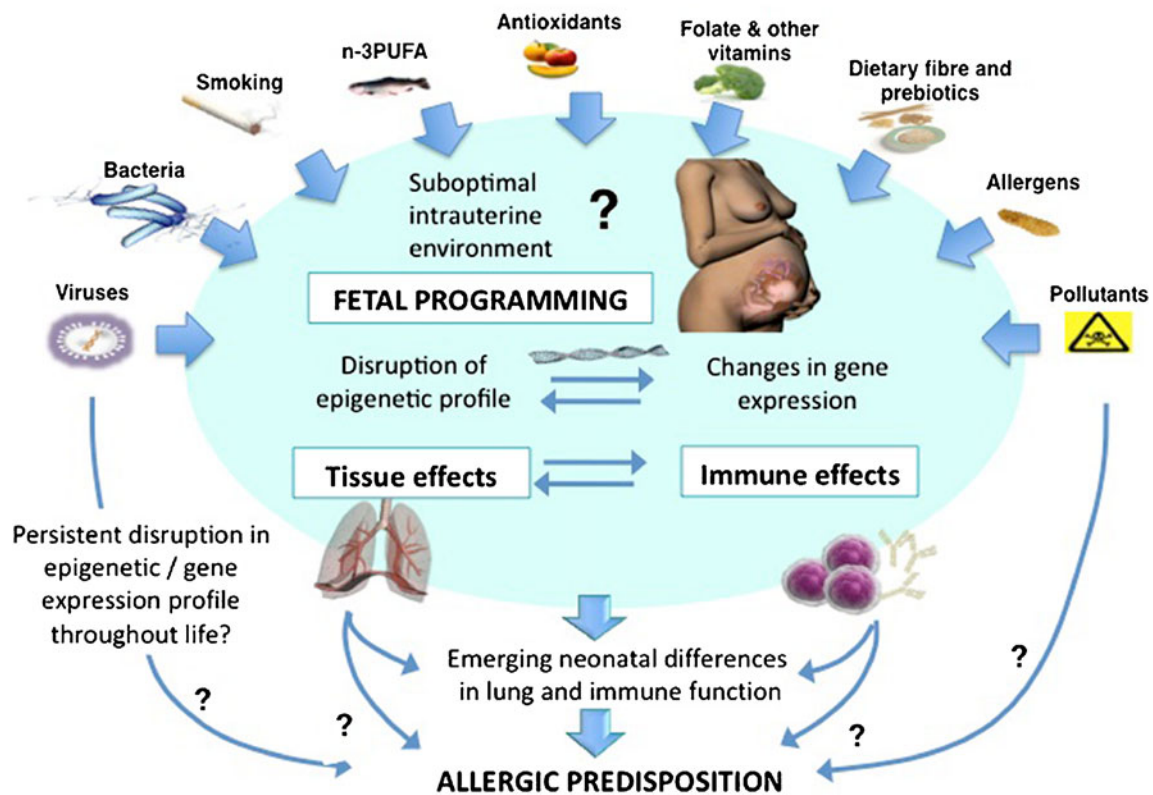 Antioxidants
Folate & other
vitamins
n-3PUFA
Dietary fibre and
prebiotics
Smoking
Bacteria
Allergens
Viruses
Pollutants
Suboptimal
intrauterine
environment
?
FETAL PROGRAMMING
Disruption of
epigenetic profile
Changes in gene
expression
Tissue effects
Immune effects
Persistent disruption in
epigenetic / gene
expression profile
throughout life?
Emerging neonatal differences
in lung and immune function
?
?
?
?
ALLERGIC PREDISPOSITION